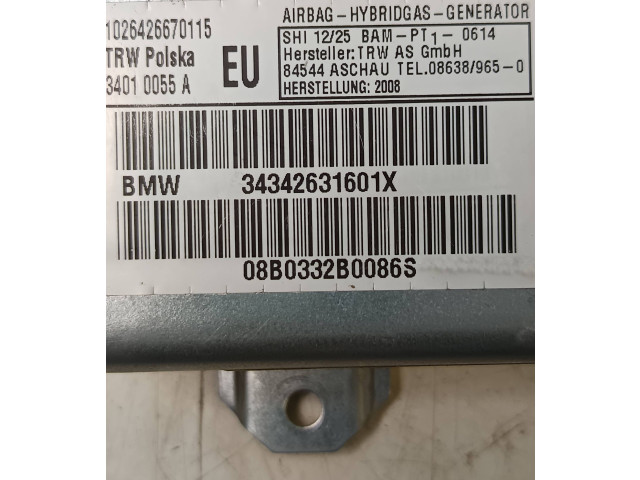 1026426670115
TRW Polska
3401 0055 A
EU
AIRBAG-HYBRIDGAS-GENERATOR
SHI 12/25 BAM-PT1- 0614
Hersteller:TRW AS GmbH
84544 ASCHAU TEL.08638/965-0
HERSTELLUNG: 2008
BMW 34342631601X
08B0332B0086S